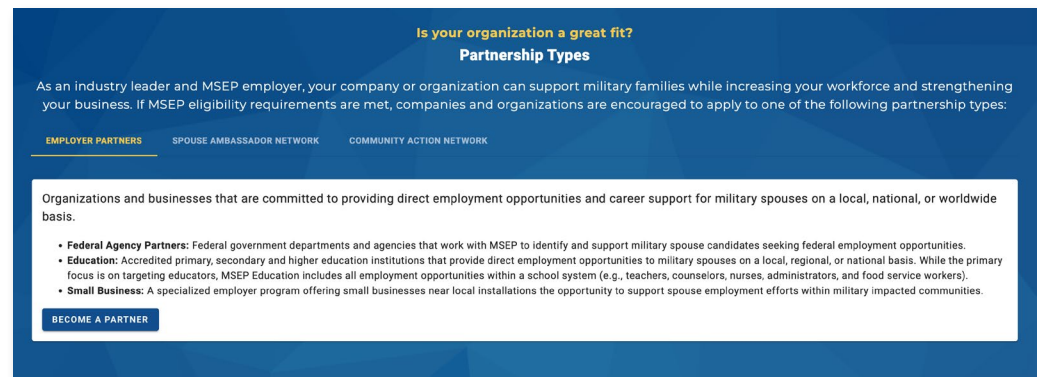 Is your organization a great fit?
Partnership Types
As an industry leader and MSEP employer, your company or organization can support military families while increasing your workforce and strengthening
your business. If MSEP eligibility requirements are met, companies and organizations are encouraged to apply to one of the following partnership types:
EMPLOYER PARTNERS SPOUSE AMBASSADOR NETWORK COMMUNITY ACTION NETWORK
Organizations and businesses that are committed to providing direct employment opportunities and career support for military spouses on a local, national, or worldwide
basis.
• Federal Agency Partners: Federal government departments and agencies that work with MSEP to identify and support military spouse candidates seeking federal employment opportunities.
• Education: Accredited primary, secondary and higher education institutions that provide direct employment opportunities to military spouses on a local, regional, or national basis. While the primary
focus is on targeting educators, MSEP Education includes all employment opportunities within a school system (e.g., teachers, counselors, nurses, administrators, and food service workers).
• Small Business: A specialized employer program offering small businesses near local installations the opportunity to support spouse employment efforts within military impacted communities.
BECOME A PARTNER